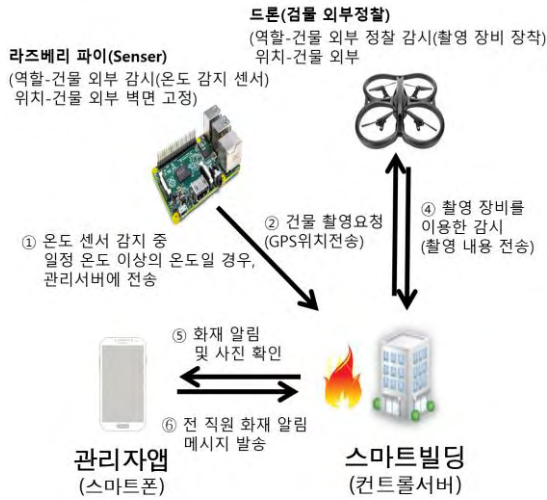 드론(검물 외부정찰)
(역할-건물 외부 정찰 감시(촬영 장비 장착)
위치-건물 외부
라즈베리 파이(Senser)
(역할-건물 외부 감시(온도 감지 센서)
위치-건물 외부 벽면 고정)
① 온도 센서 감지 중
일정 온도 이상의 온도일 경우,
관리서버에 전송
② 건물 촬영요청
(GPS위치전송)
④ 촬영 장비를
이용한 감시
(촬영 내용 전송)
⑤ 화재 알림
및 사진 확인
⑥ 전 직원 화재 알림
메시지 발송
관리자앱
(스마트폰)
스마트빌딩
(컨트롤서버)